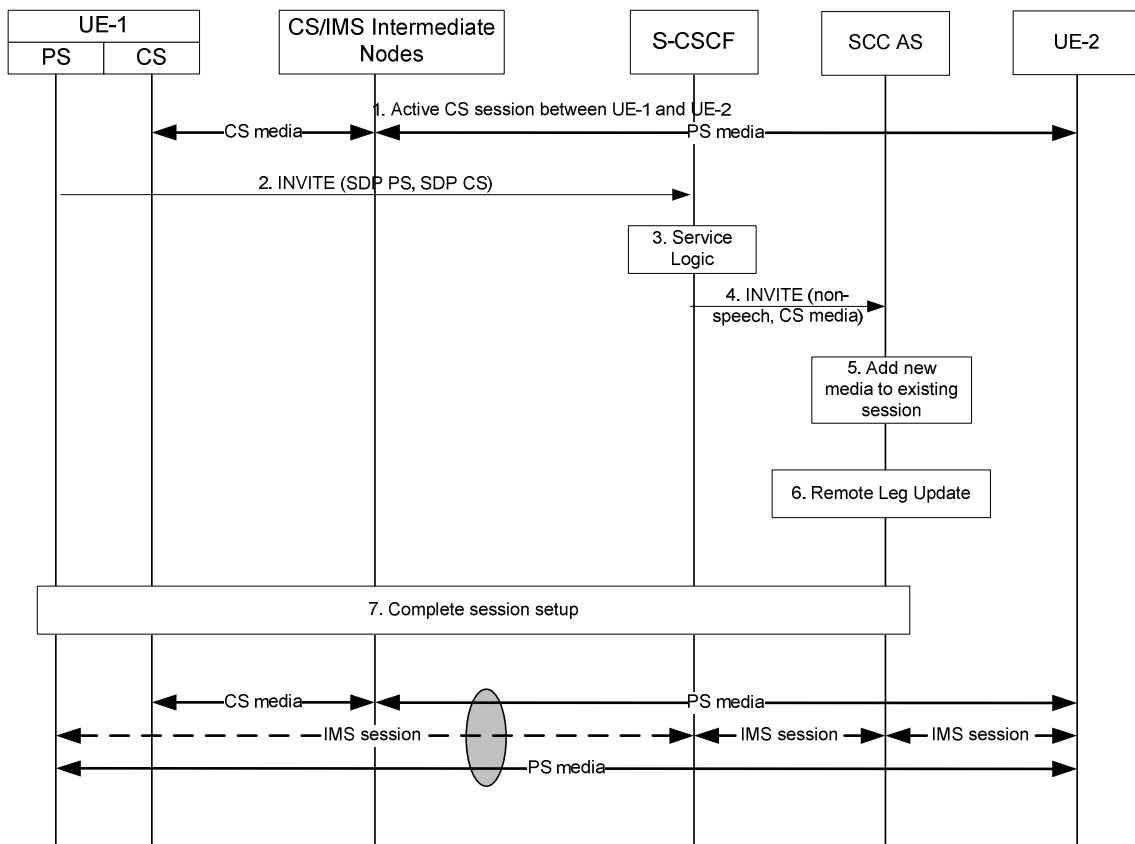 UE-1
PS
CS
CS/IMS Intermediate
Nodes
S-CSCF
SCC AS
UE-2
1. Active CS session between UE-1 and UE-2
CS media
PS media
2. INVITE (SDP PS, SDP CS)
3. Service
Logic
4. INVITE (non-
speech, CS media)
5. Add new
media to existing
session
6. Remote Leg Update
7. Complete session setup
CS media
PS media
IMS session
IMS session
IMS session
PS media